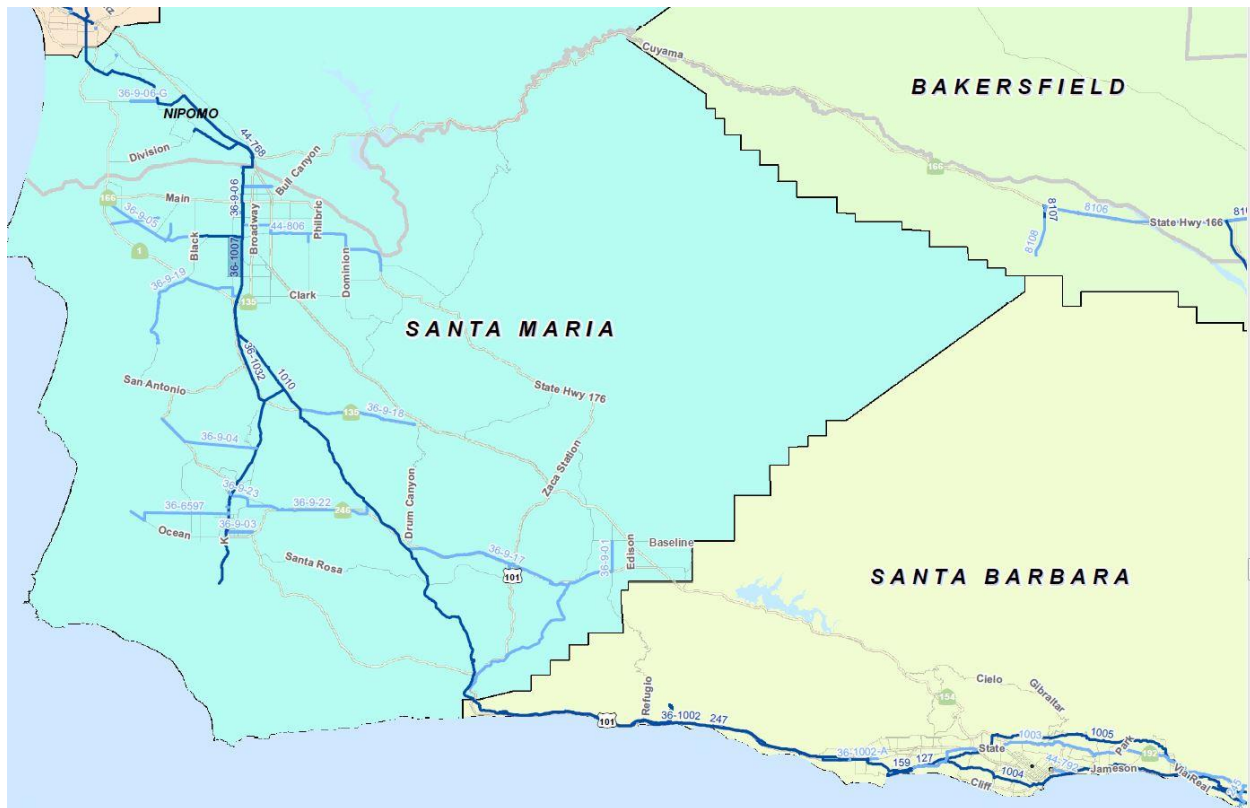 Cuyama
BAKERSFIELD
36-9-06-G
NIPOMO
44-768
Division
Bull Canyon
166
166
Main
36-9-06
8107
8106
State Hwy 166
810
36-9-05
44-806
Broadway
Philbric
8108
1
Black
36-1007
Dominion
36-9-19
135
Clark
SANTA MARIA
36-1032
1010
San Antonio
State Hwy 176
135
36-9-18
36-9-04
Zaca Station
36-9-23
36-9-22
Drum Canyon
36-6597
246
36-9-03
Ocean
K
Baseline
Edison
36-9-01
36-9-17
Santa Rosa
101
SANTA BARBARA
Cielo
Gibraltar
154
Refugio
36-1002
247
101
1003
1005
36-1002-A
State
Park
192
159
127
44-792
1004
Jameson
Cliff
Via Real